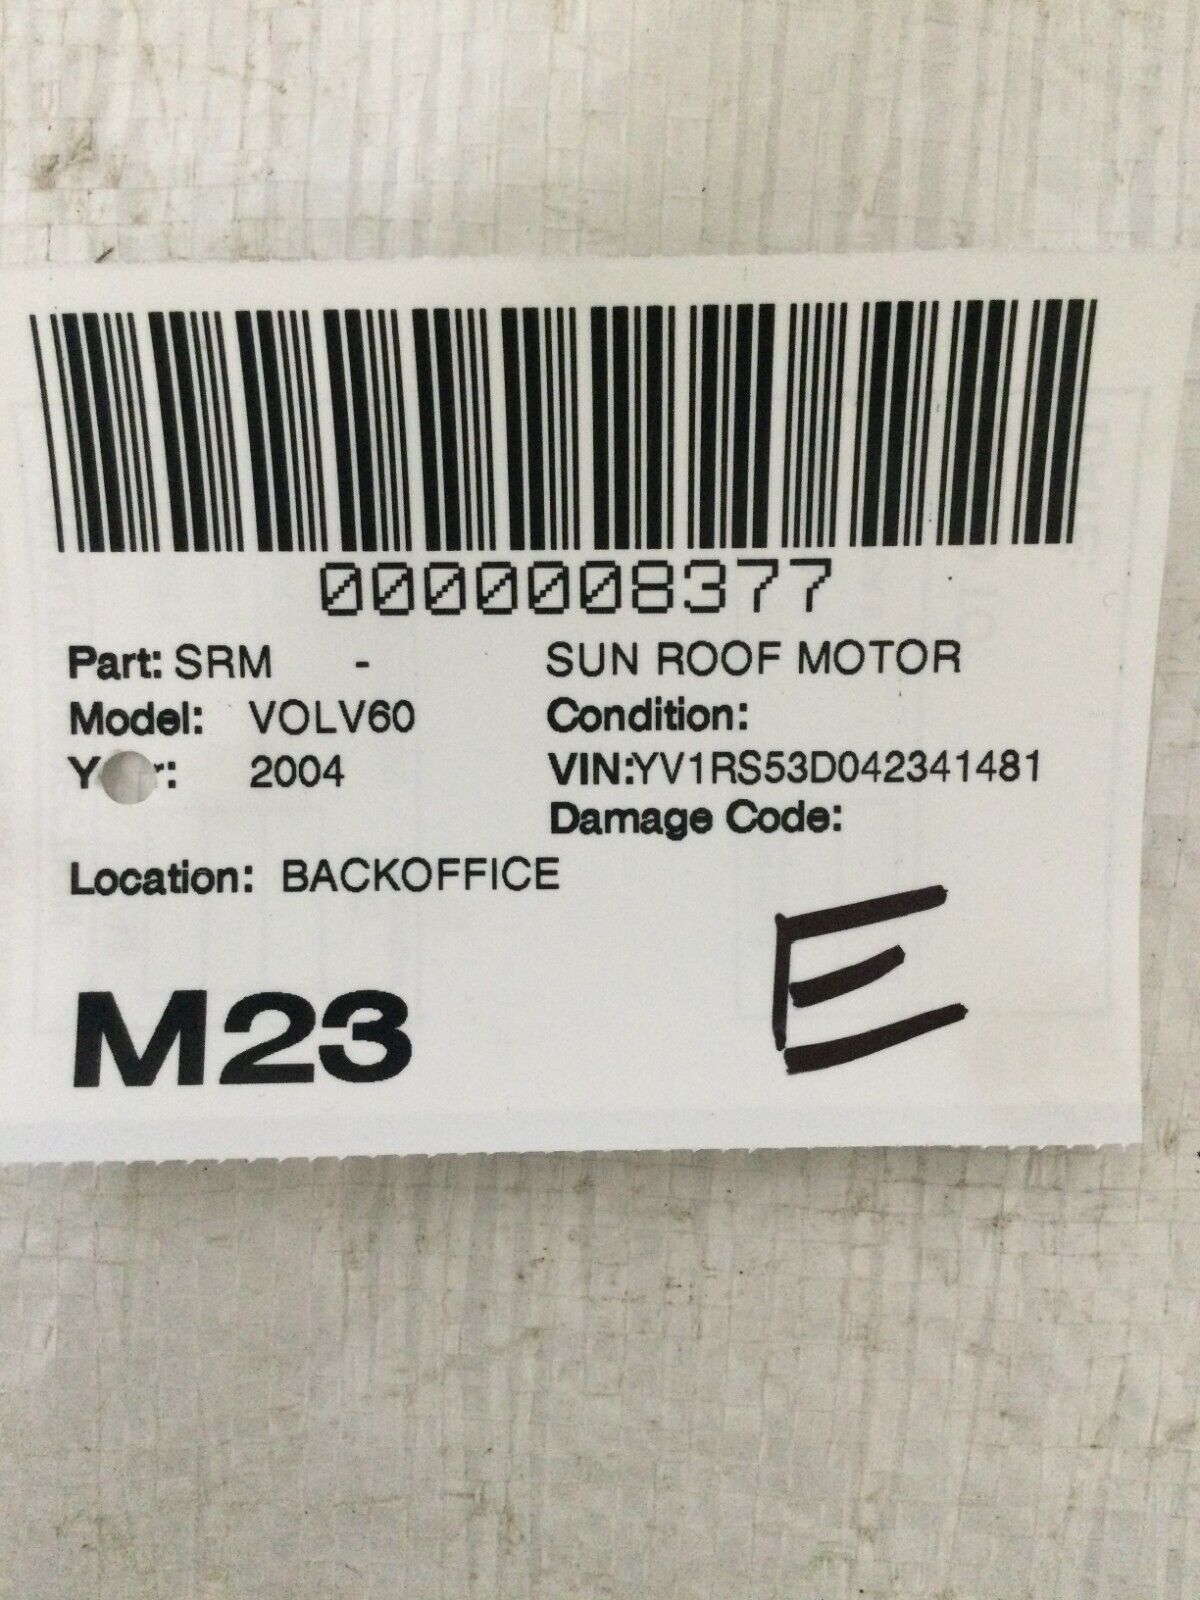 0000008377
Part: SRM - SUN ROOF MOTOR
Model: VOLV60 Condition:
2004 VIN:YV1RS53D042341481
Damage Code:
Location: BACKOFFICE
E
M23